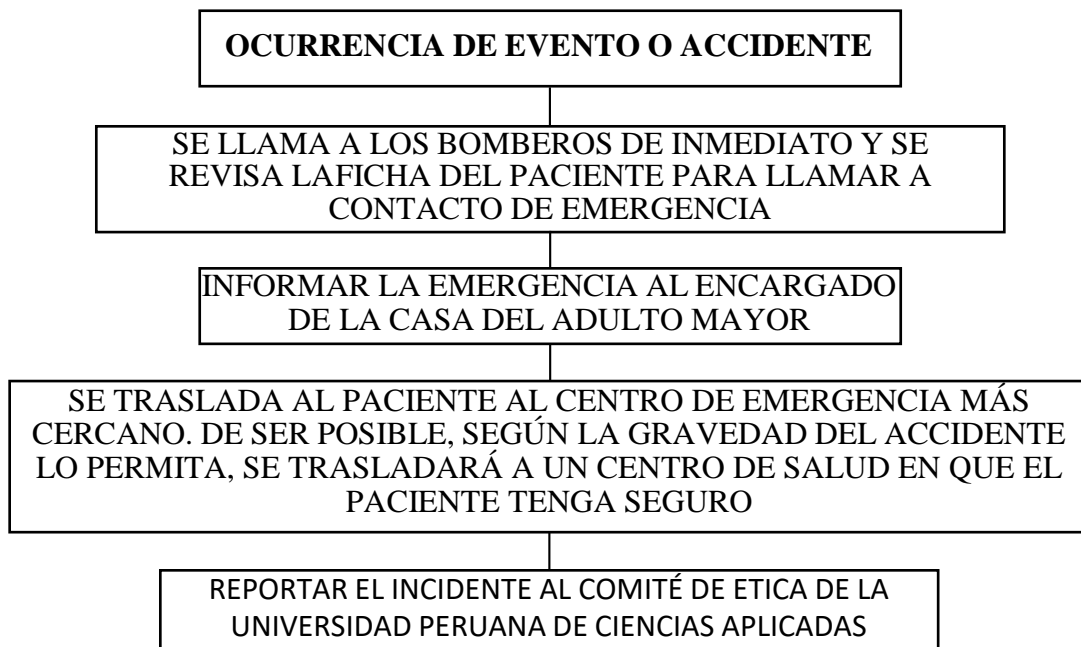 OCURRENCIA DE EVENTO O ACCIDENTE
SE LLAMA A LOS BOMBEROS DE INMEDIATO Y SE
REVISA LAFICHA DEL PACIENTE PARA LLAMAR A
CONTACTO DE EMERGENCIA
INFORMAR LA EMERGENCIA AL ENCARGADO
DE LA CASA DEL ADULTO MAYOR
SE TRASLADA AL PACIENTE AL CENTRO DE EMERGENCIA MÁS
CERCANO. DE SER POSIBLE, SEGÚN LA GRAVEDAD DEL ACCIDENTE
LO PERMITA, SE TRASLADARÁ A UN CENTRO DE SALUD EN QUE EL
PACIENTE TENGA SEGURO
REPORTAR EL INCIDENTE AL COMITÉ DE ETICA DE LA
UNIVERSIDAD PERUANA DE CIENCIAS APLICADAS